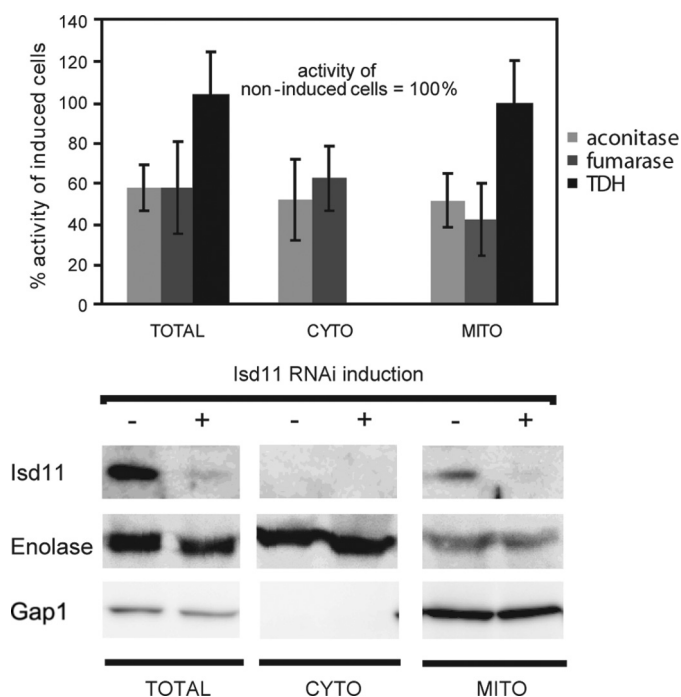 140
120
100
80
60
40
20
0
% activity of induced cells
activity of
non-induced cells = 100%
aconitase
fumarase
TDH
TOTAL CYTO MITO
Isd11 RNAi induction
- + - + - +
Isd11
Enolase
Gap1
TOTAL CYTO MITO